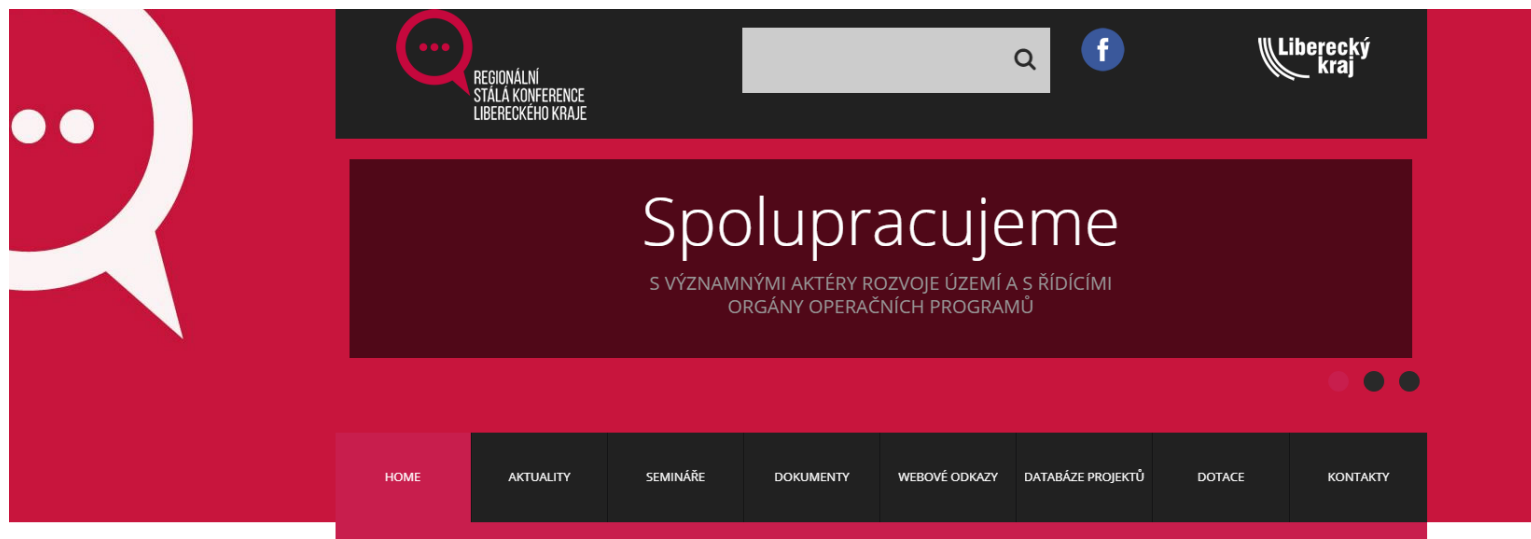 REGIONÁLNÍ
STÁLÁ KONFERENCE
LIBERECKÉHO KRAJE
f
Liberecký
kraj
Spolupracujeme
S VÝZNAMNÝMI AKTÉRY ROZVOJE ÚZEMÍ A S ŘÍDÍCÍMI
ORGÁNY OPERAČNÍCH PROGRAMŮ
HOME
AKTUALITY
SEMINÁŘE
DOKUMENTY
WEBOVÉ ODKAZY
DATABÁZE PROJEKTŮ
DOTACE
KONTAKTY